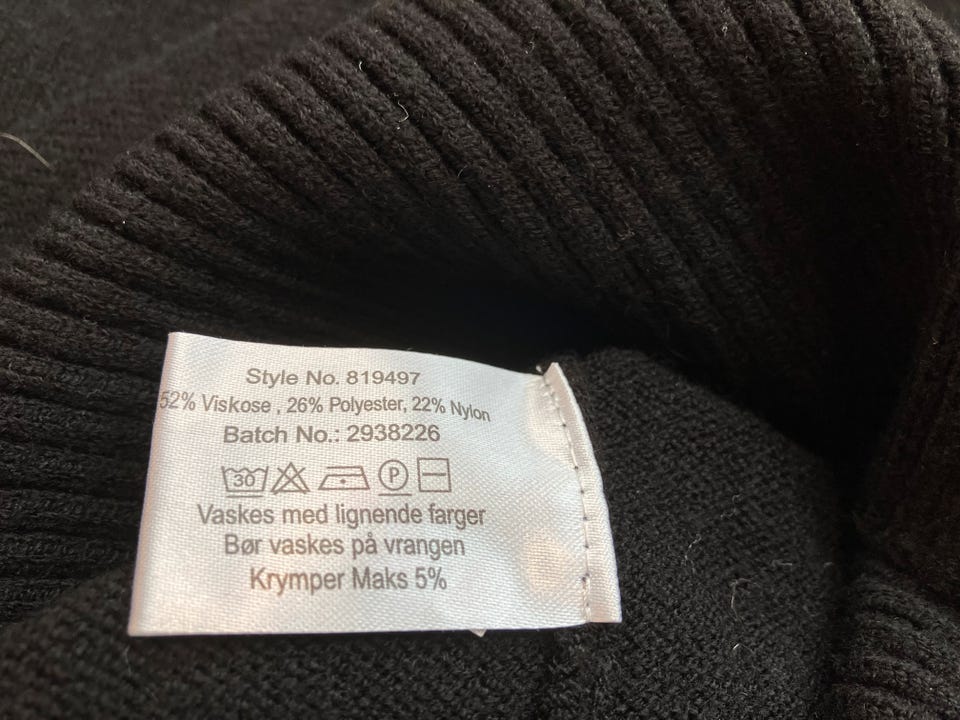 Style No. 819497
52% Viskose , 26% Polyester, 22% Nylon
Batch No.: 2938226
30 P
Vaskes med lignende farger
Bør vaskes på vrangen
Krymper Maks 5%